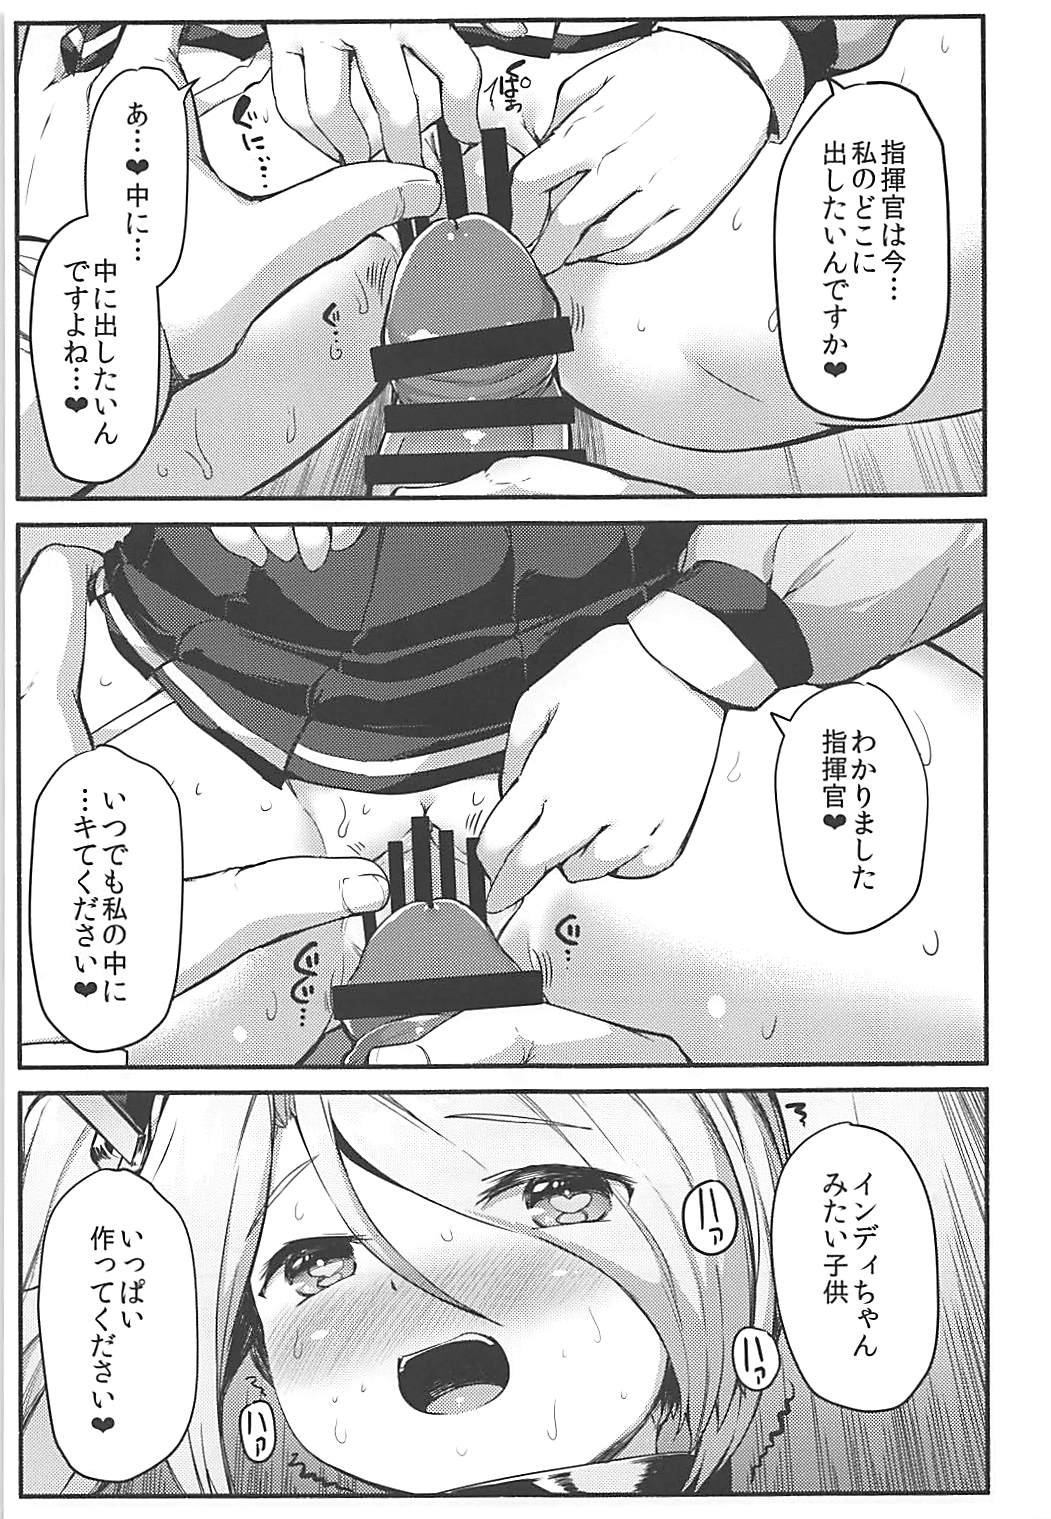 指揮官は今…
私のどこに
出したいんですか❤
くぱぁっ
ぐに…
ぐ…
あ…❤中に…
中に出したいん
ですよね…❤
わかりました
指揮官❤
ぐ…
ぐぐ…
いつでも私の中に
…キてください❤
インディちゃん
みたい子供
ハァ
ハァ
ハァ
いっぱい
作ってください❤